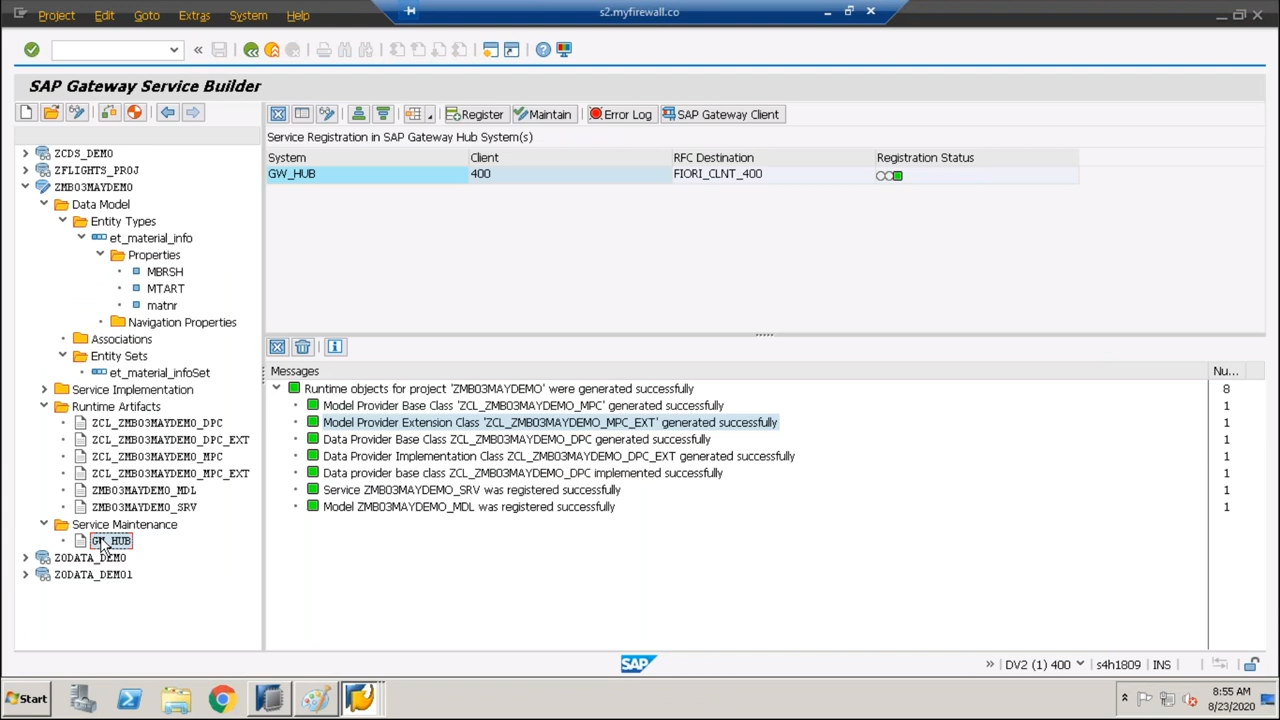 s2.myfirewall.co
Project Edit Goto Extras System Help
SAP Gateway Service Builder
Register Maintain Error Log SAP Gateway Client
Service Registration in SAP Gateway Hub System(s)
System Client RFC Destination Registration Status
GW_HUB 400 FIORI_CLNT_400
ZCDS_DEMO
ZFLIGHTS_PROJ
ZMB03MAYDEMO
Data Model
Entity Types
et_material_info
Properties
MBRSH
MTART
matnr
Navigation Properties
Associations
Entity Sets
et_material_infoSet
Service Implementation
Runtime Artifacts
ZCL_ZMB03MAYDEMO_DPC
ZCL_ZMB03MAYDEMO_DPC_EXT
ZCL_ZMB03MAYDEMO_MPC
ZCL_ZMB03MAYDEMO_MPC_EXT
ZMB03MAYDEMO_MDL
ZMB03MAYDEMO_SRV
Service Maintenance
GW_HUB
ZODATA_DEMO
ZODATA_DEMO1
Messages Nu...
Runtime objects for project 'ZMB03MAYDEMO' were generated successfully 8
Model Provider Base Class 'ZCL_ZMB03MAYDEMO_MPC' generated successfully 1
Model Provider Extension Class 'ZCL_ZMB03MAYDEMO_MPC_EXT' generated successfully 1
Data Provider Base Class ZCL_ZMB03MAYDEMO_DPC generated successfully 1
Data Provider Implementation Class ZCL_ZMB03MAYDEMO_DPC_EXT generated successfully 1
Data provider base class ZCL_ZMB03MAYDEMO_DPC implemented successfully 1
Service ZMB03MAYDEMO_SRV was registered successfully 1
Model ZMB03MAYDEMO_MDL was registered successfully 1
SAP
DV2 (1) 400 s4h1809 INS
Start
8:55 AM
8/23/2020